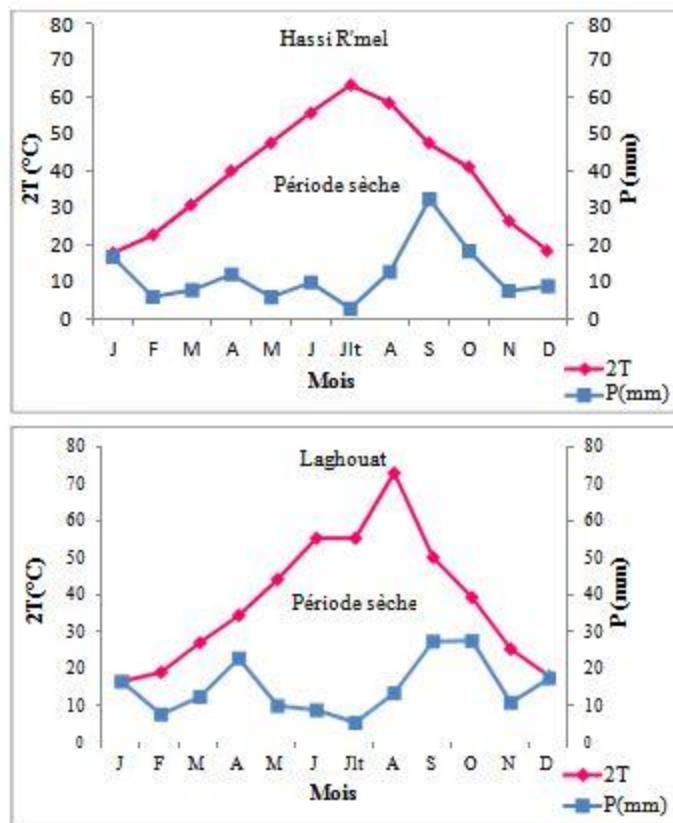 Hassi R'mel
80
70
60
50
40
30
20
10
0
2T (°C)
Période sèche
80
70
60
50
40
30
20
10
0
P (mm)
J F M A M J Jlt A S O N D
Mois
2T
P(mm)
Laghouat
80
70
60
50
40
30
20
10
0
2T(°C)
Période sèche
80
70
60
50
40
30
20
10
0
P (mm)
J F M A M J Jlt A S O N D
Mois
2T
P(mm)